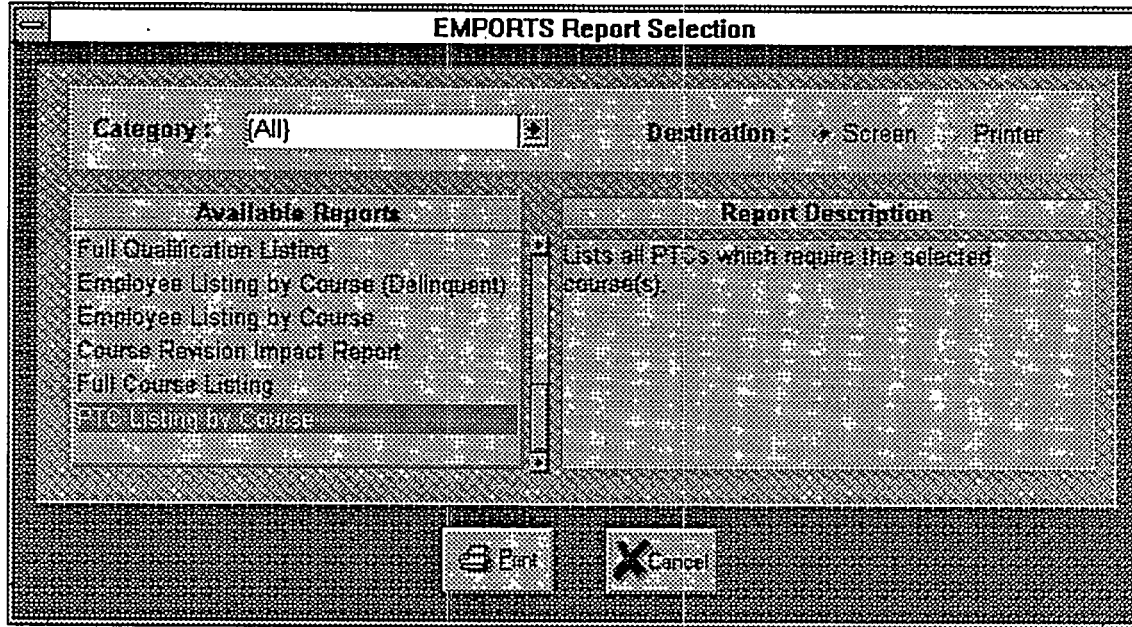 EMPORTS Report Selection
Category : {All}
Destination : Screen Printer
Available Reports
Full Qualification Listing
Employee Listing by Course (Delinquent)
Employee Listing by Course
Course Revision Impact Report
Full Course Listing
PTC Listing by Course
Report Description
Lists all PTCs which require the selected
course(s).
Print
Cancel